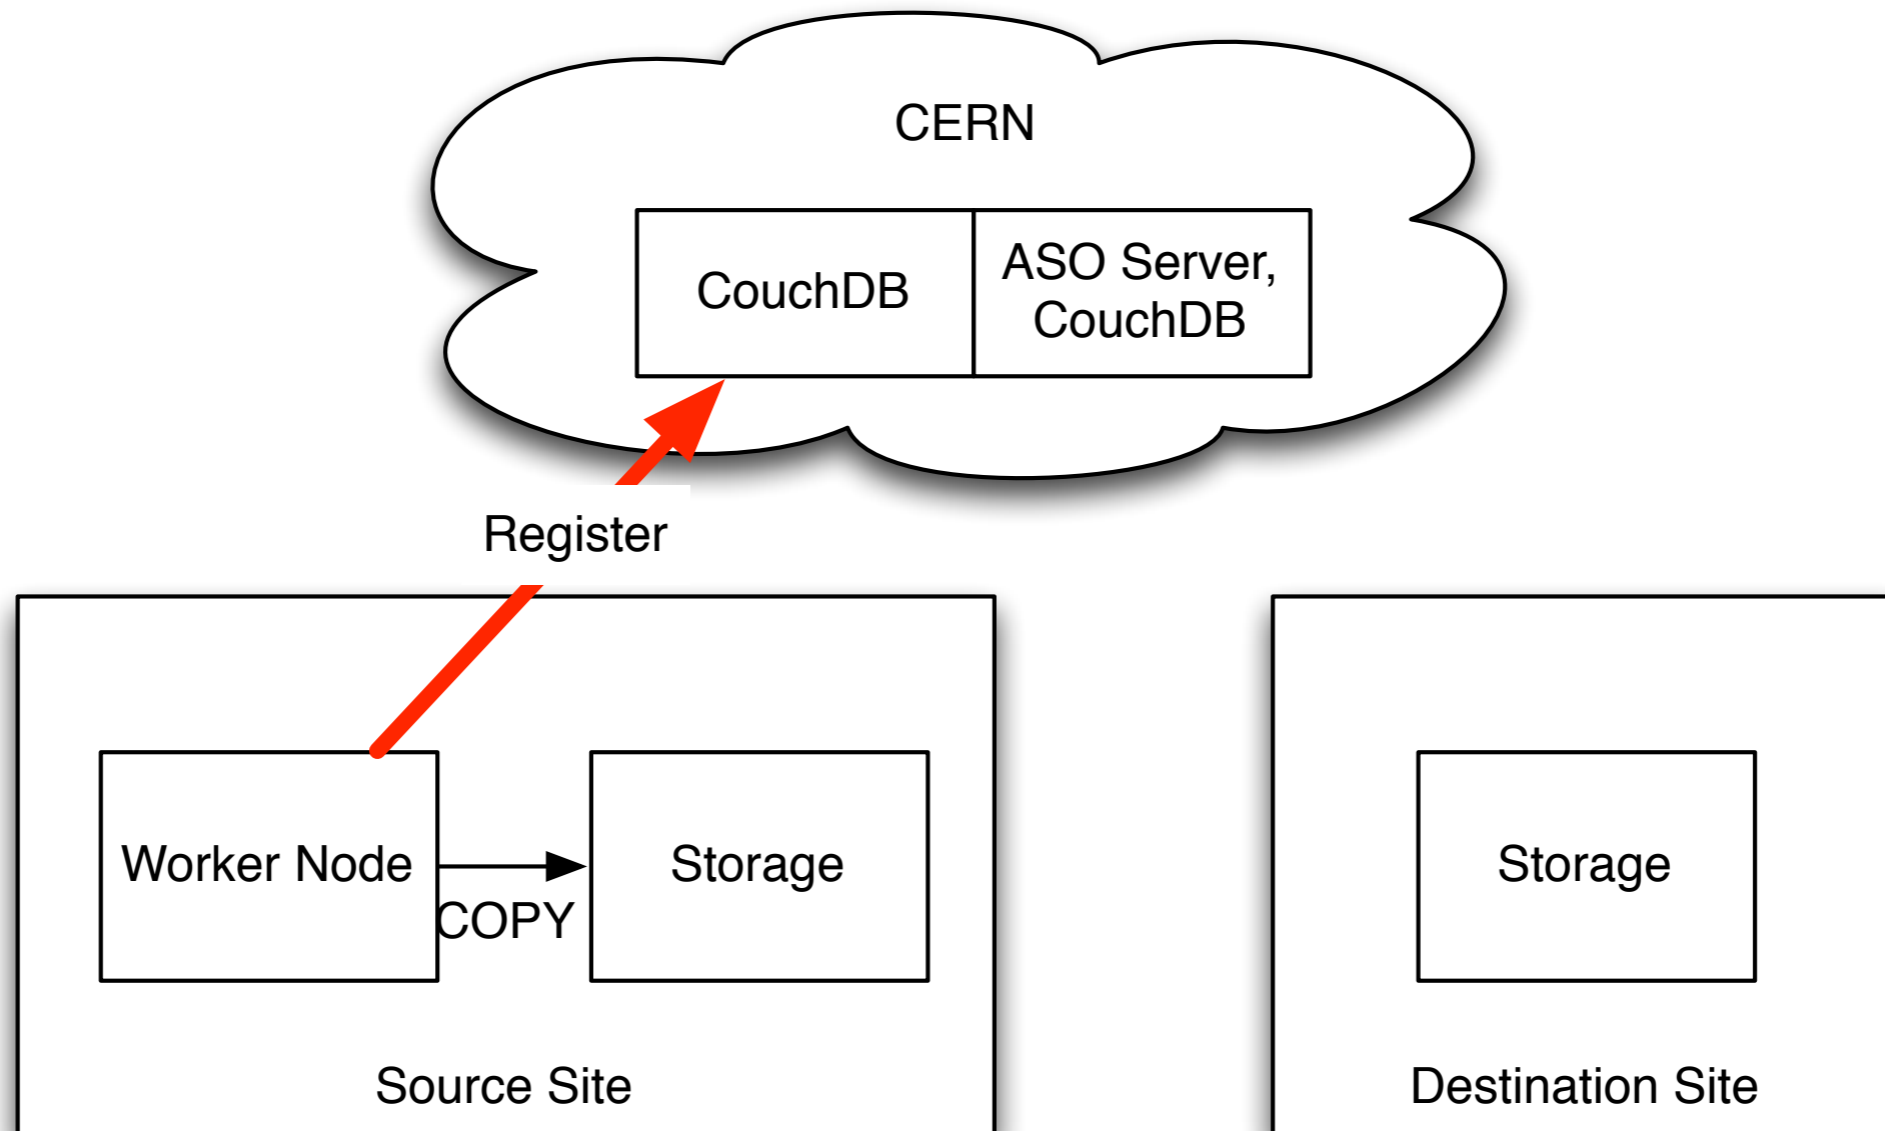 CERN
CouchDB
ASO Server,
CouchDB
Register
Worker Node
COPY
Storage
Storage
Source Site
Destination Site